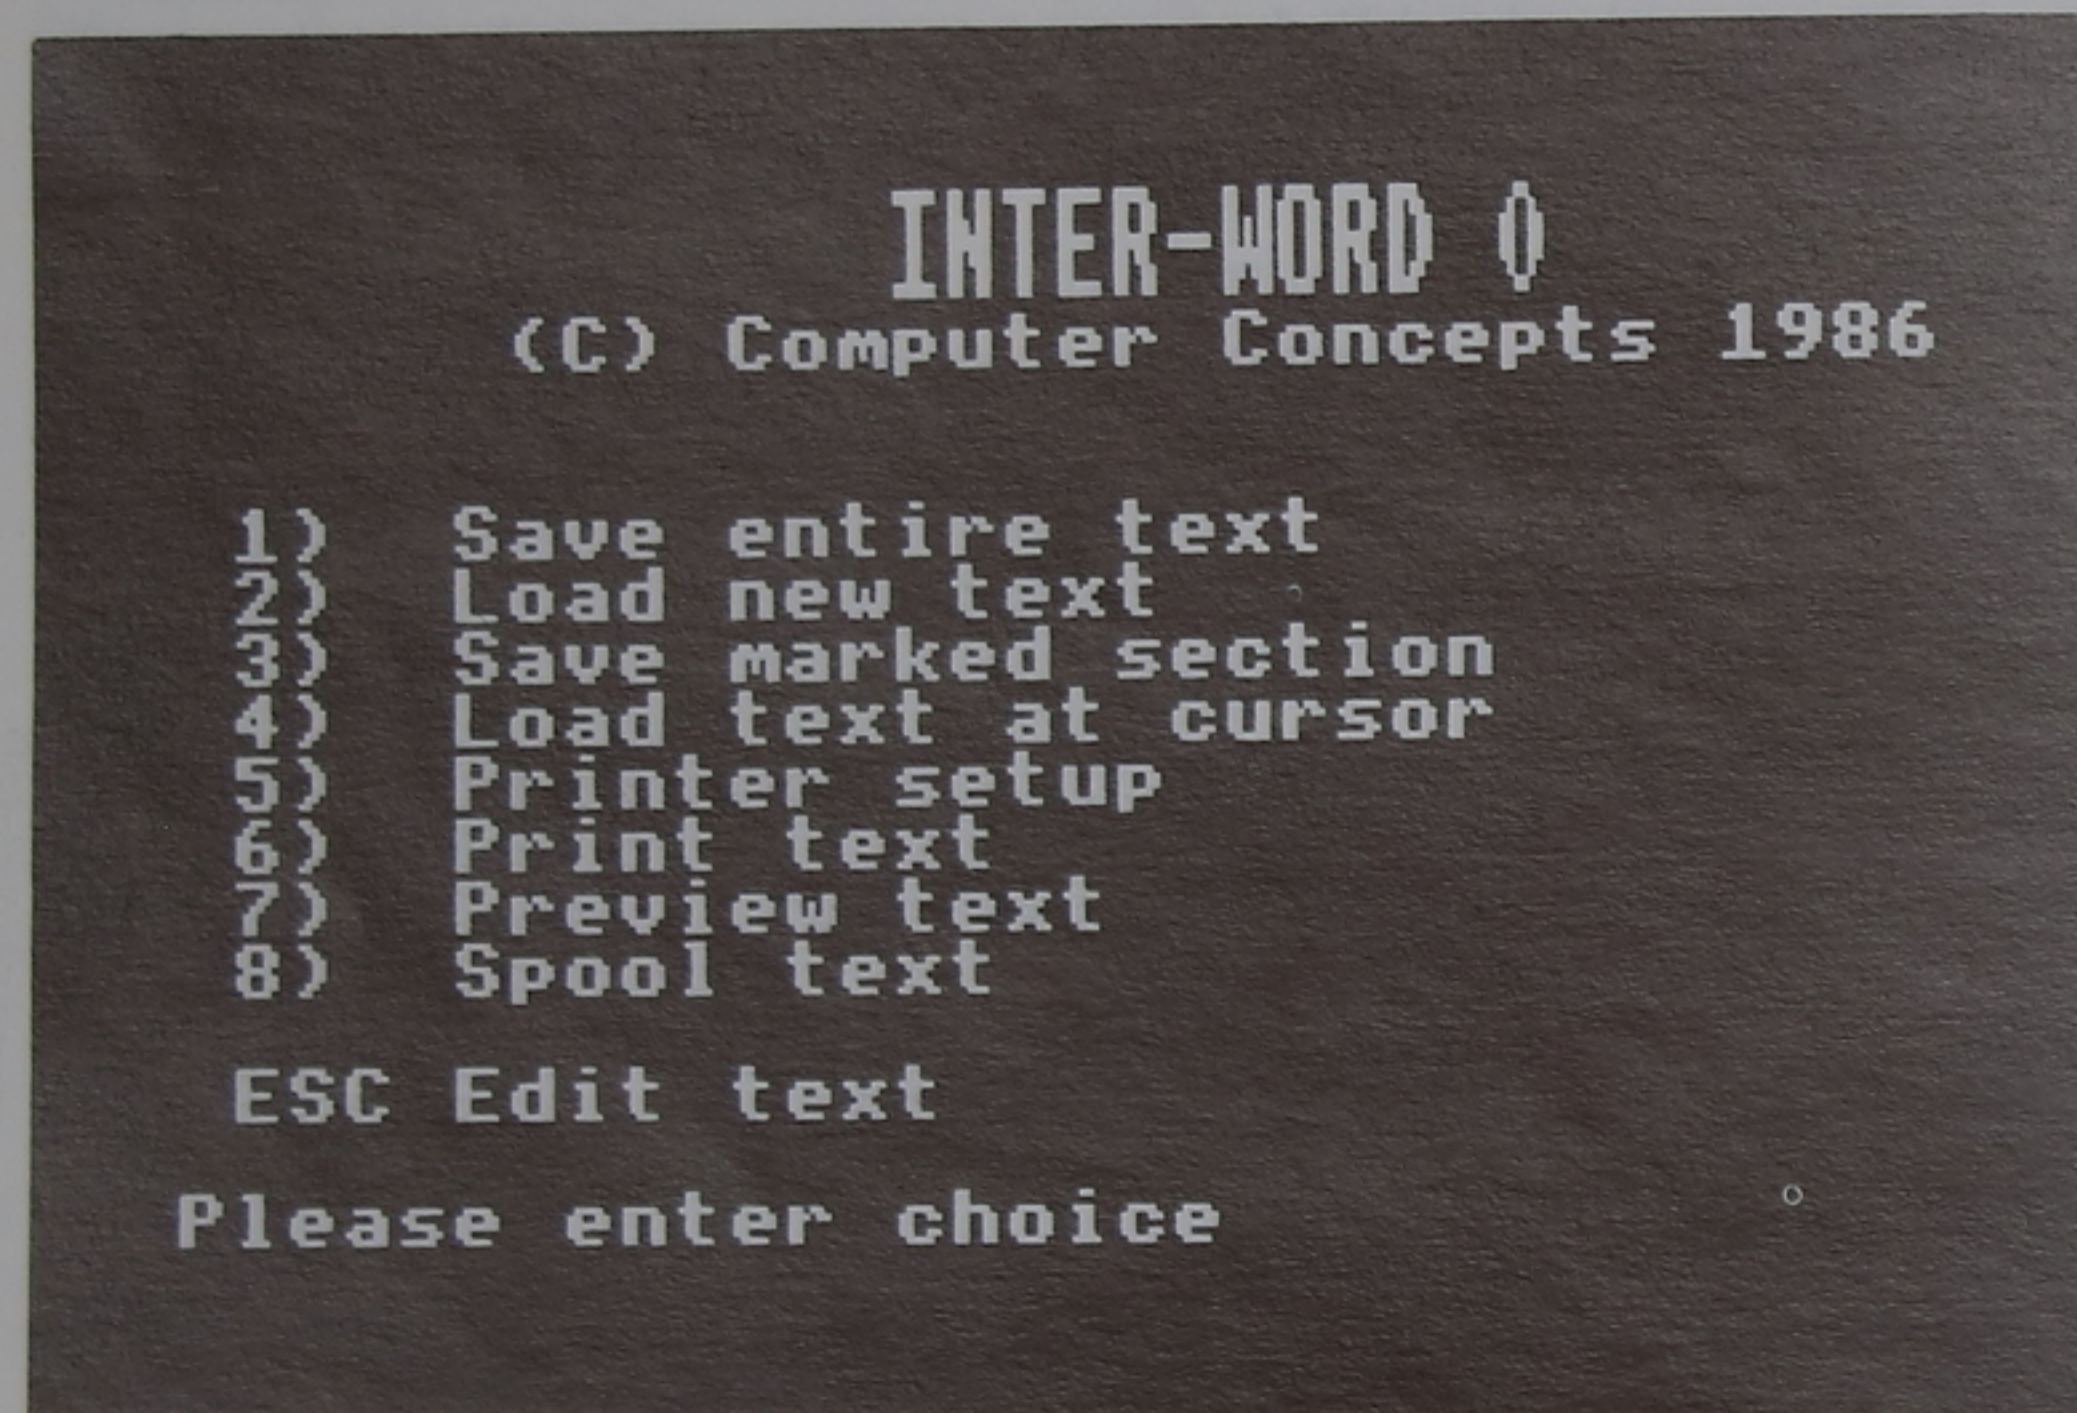 INTER-WORD 0
(C) Computer Concepts 1986
1) Save entire text
2) Load new text
3) Save marked section
4) Load text at cursor
5) Printer setup
6) Print text
7) Preview text
8) Spool text
ESC Edit text
Please enter choice